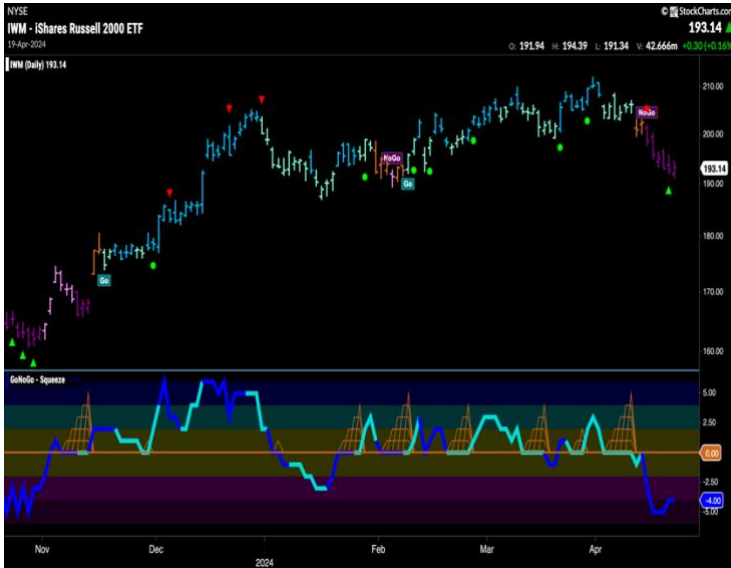 NYSE
© StockCharts.com
IWM - iShares Russell 2000 ETF
193.14
19-Apr-2024
O: 191.94 H: 194.39 L: 191.34 V: 42.666m +0.30 (+0.16%
IWM (Daily) 193.14
210.00
NoGo
200.00
NoGo
193.14
Go
190.00
Go
180.00
170.00
160.00
GoNoGo - Squeeze
5.00
2.50
0.00
-2.50
-4.00
-5.00
Nov Dec Feb Mar Apr
2024